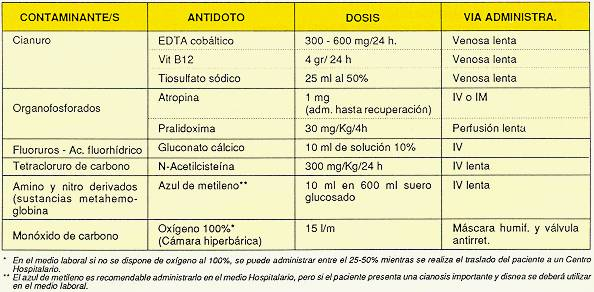 CONTAMINANTE/S ANTIDOTO DOSIS VIA ADMINISTRA.
Cianuro EDTA cobáltico 300 - 600 mg/24 h. Venosa lenta
Vit B12 4 gr/ 24 h Venosa lenta
Tiosulfato sódico 25 ml al 50% Venosa lenta
Organofosforados Atropina 1 mg IV o IM
(adm. hasta recuperación)
Pralidoxima 30 mg/Kg/4h Perfusión lenta
Fluoruros - Ac. fluorhídrico Gluconato cálcico 10 ml de solución 10% IV
Tetracloruro de carbono N-Acetilcisteína 300 mg/Kg/24 h IV lenta
Amino y nitro derivados Azul de metileno** 10 ml en 600 ml suero IV lenta
(sustancias metahemo- glucosado
globina
Monóxido de carbono Oxígeno 100%* 15 l/m Máscara humif. y válvula
(Cámara hiperbárica) antirret.
* En el medio laboral si no se dispone de oxígeno al 100%, se puede administrar entre el 25-50% mientras se realiza el traslado del paciente a un Centro
Hospitalario.
** El azul de metileno es recomendable administrarlo en el medio Hospitalario, pero si el paciente presenta una cianosis importante y disnea se deberá utilizar
en el medio laboral.